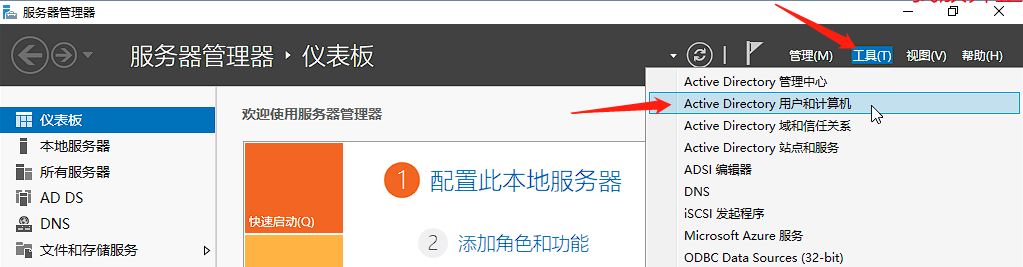 服务器管理器
服务器管理器 ‣ 仪表板
管理(M) 工具(T) 视图(V) 帮助(H)
Active Directory 管理中心
Active Directory 用户和计算机
Active Directory 域和信任关系
Active Directory 站点和服务
ADSI 编辑器
DNS
iSCSI 发起程序
Microsoft Azure 服务
ODBC Data Sources (32-bit)
仪表板
本地服务器
所有服务器
AD DS
DNS
文件和存储服务
欢迎使用服务器管理器
快速启动(Q)
1 配置此本地服务器
2 添加角色和功能